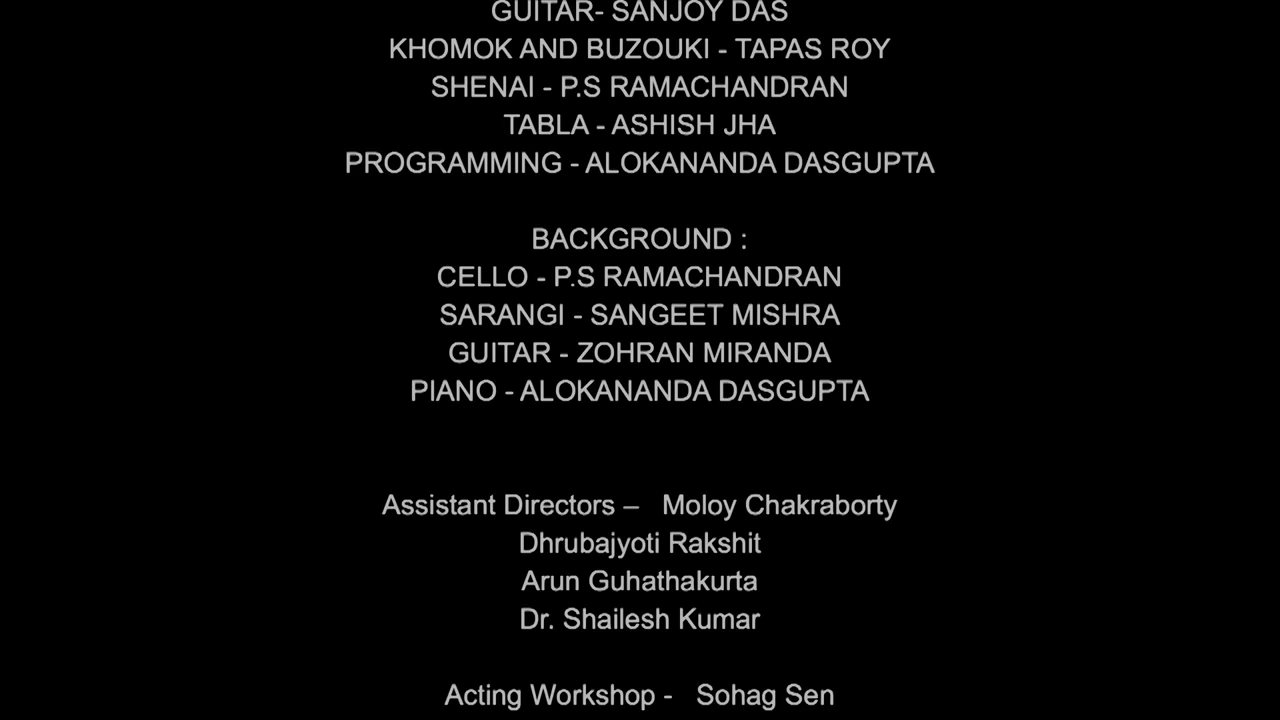 GUITAR- SANJOY DAS
KHOMOK AND BUZOUKI - TAPAS ROY
SHENAI - P.S RAMACHANDRAN
TABLA - ASHISH JHA
PROGRAMMING - ALOKANANDA DASGUPTA
BACKGROUND :
CELLO - P.S RAMACHANDRAN
SARANGI - SANGEET MISHRA
GUITAR - ZOHRAN MIRANDA
PIANO - ALOKANANDA DASGUPTA
Assistant Directors – Moloy Chakraborty
Dhrubajyoti Rakshit
Arun Guhathakurta
Dr. Shailesh Kumar
Acting Workshop - Sohag Sen